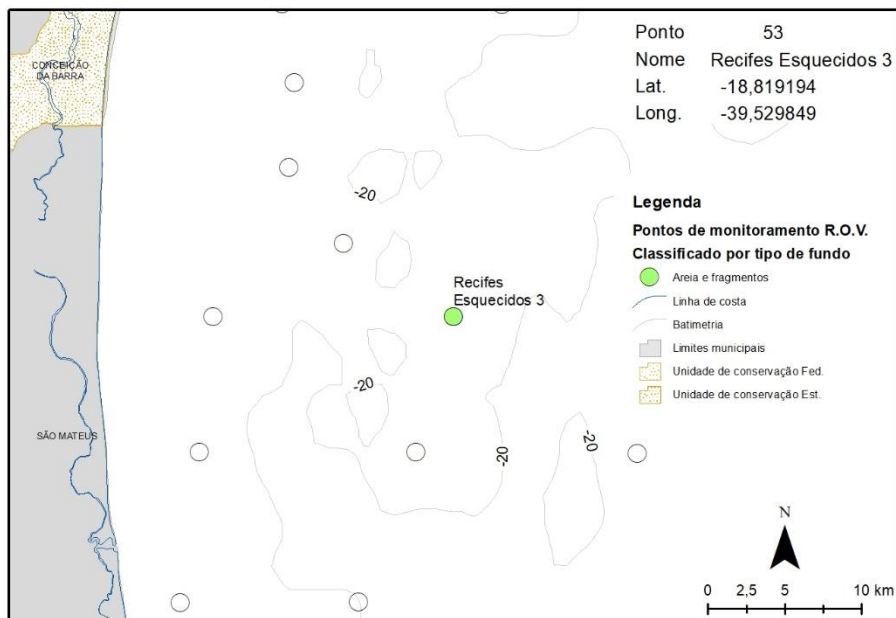 Ponto 53
Nome Recifes Esquecidos 3
Lat. -18,819194
Long. -39,529849
CONCEIÇÃO
DA BARRA
-20
Recifes
Esquecidos 3
-20
SÃO MATEUS
-20
-20
Legenda
Pontos de monitoramento R.O.V.
Classificado por tipo de fundo
Areia e fragmentos
Linha de costa
Batimetria
Limites municipais
Unidade de conservação Fed.
Unidade de conservação Est.
N
0 2,5 5 10 km